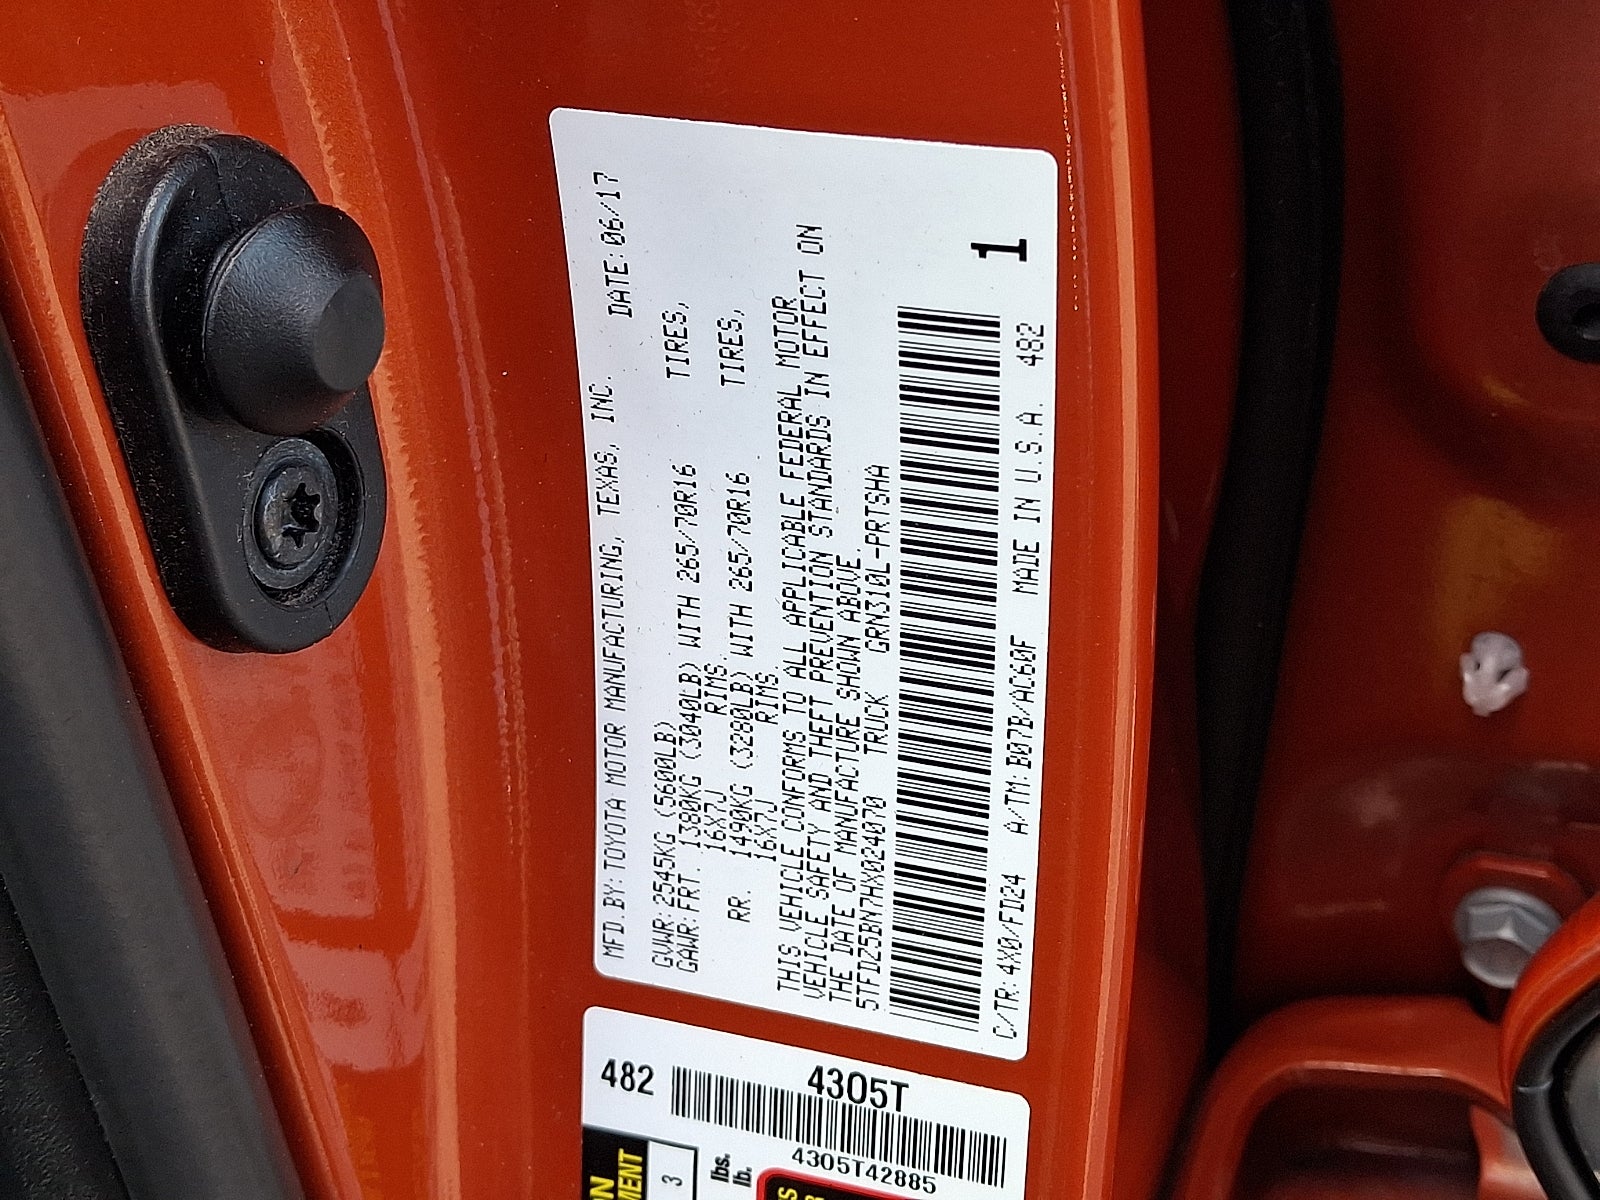 MFD.BY:TOYOTA MOTOR MANUFACTURING, TEXAS, INC. DATE:06/17
GVWR:2545KG (5600LB)
GAWR:FRT. 1380KG (3040LB) WITH 265/70R16 TIRES,
16X7J RIMS
RR. 1490KG (3280LB) WITH 265/70R16 TIRES,
16X7J RIMS.
THIS VEHICLE CONFORMS TO ALL APPLICABLE FEDERAL MOTOR
VEHICLE SAFETY AND THEFT PREVENTION STANDARDS IN EFFECT ON
THE DATE OF MANUFACTURE SHOWN ABOVE.
5TFDZ5BN7HX024070 TRUCK GRN310L-PRTSHA
1
C/TR:4X0/FD24 A/TM:B07B/AC60F MADE IN U.S.A. 482
482 4305T
4305T42885
3
lbs.
lb.